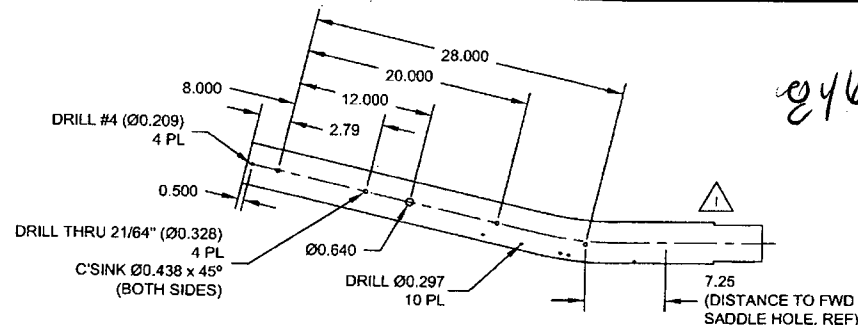 28.000
20.000
8.000
12.000
2.79
DRILL #4 (Ø0.209)
4 PL
0.500
DRILL THRU 21/64" (Ø0.328)
4 PL
C'SINK Ø0.438 x 45°
(BOTH SIDES)
Ø0.640
DRILL Ø0.297
10 PL
1
7.25
(DISTANCE TO FWD
SADDLE HOLE, REF)